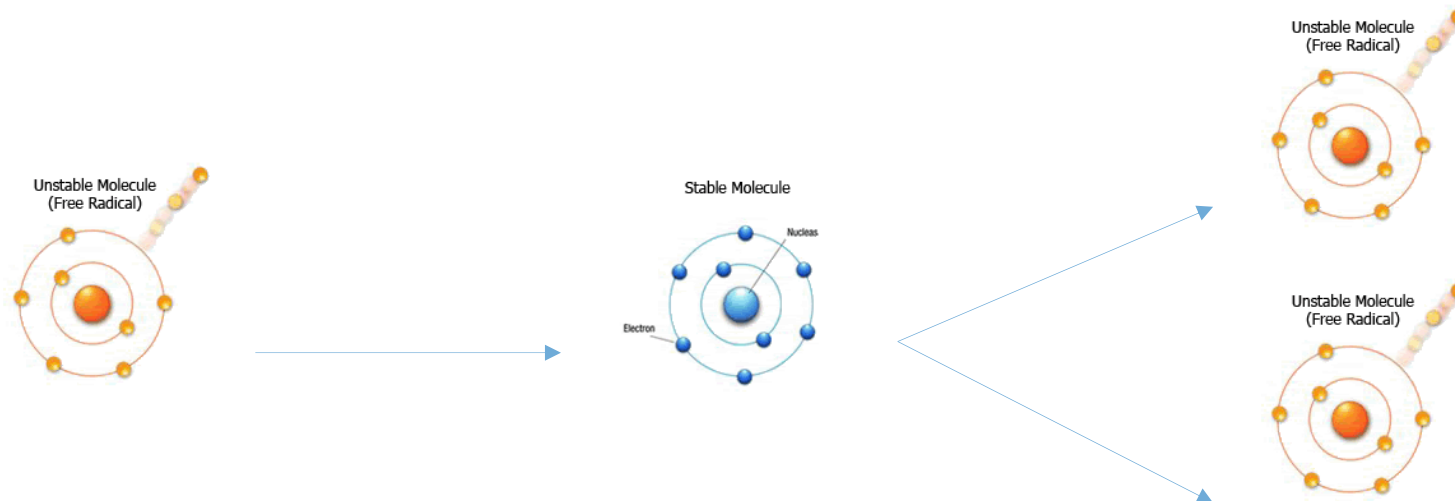 Unstable Molecule
(Free Radical)
Stable Molecule
Nucleas
Electron
Unstable Molecule
(Free Radical)
Unstable Molecule
(Free Radical)